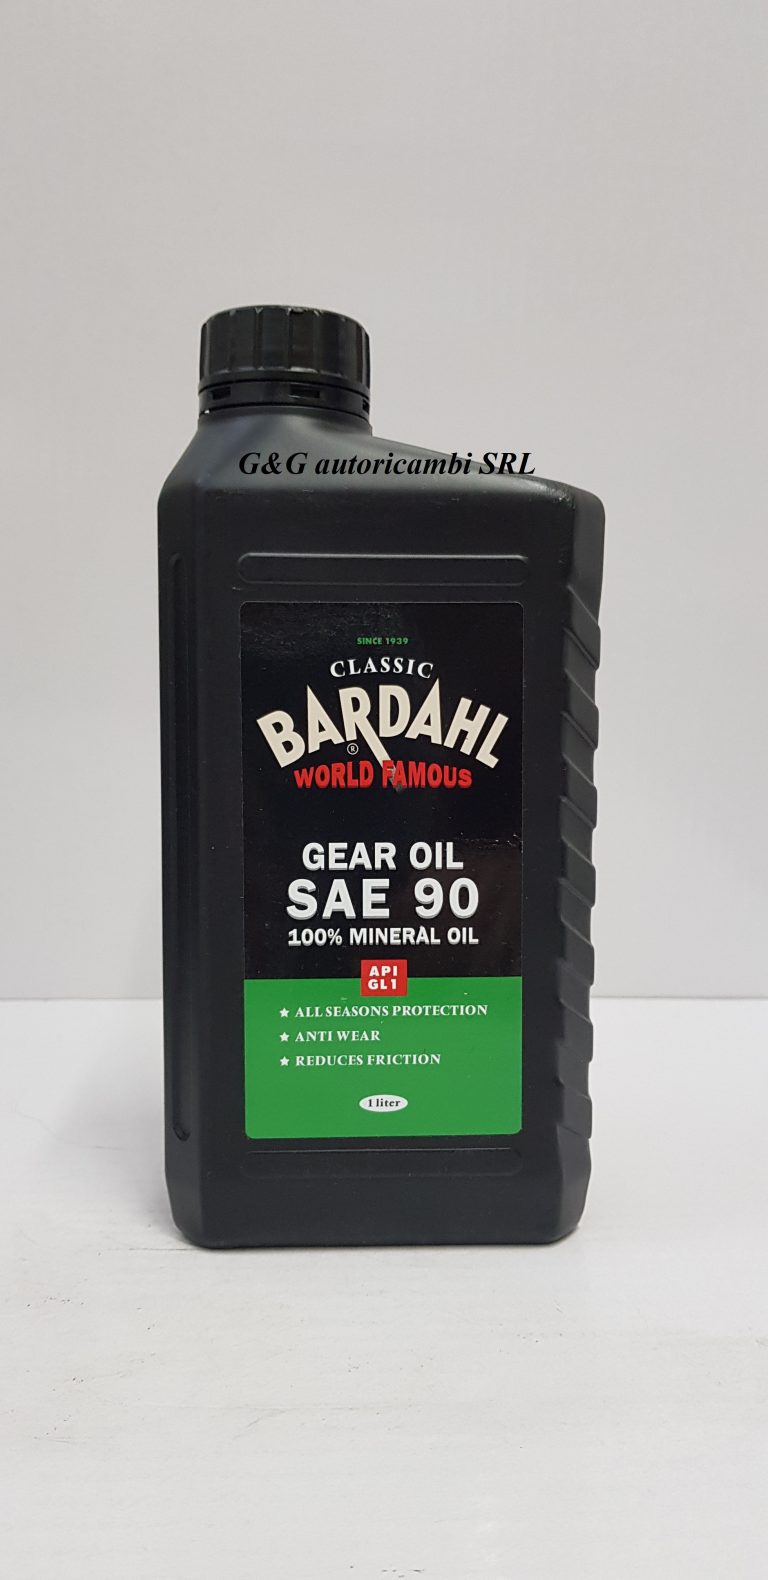 G&G autoricambi SRL
SINCE 1939
CLASSIC
BARDAHL
®
WORLD FAMOUS
GEAR OIL
SAE 90
100% MINERAL OIL
API
GL1
★ ALL SEASONS PROTECTION
★ ANTI WEAR
★ REDUCES FRICTION
1 liter